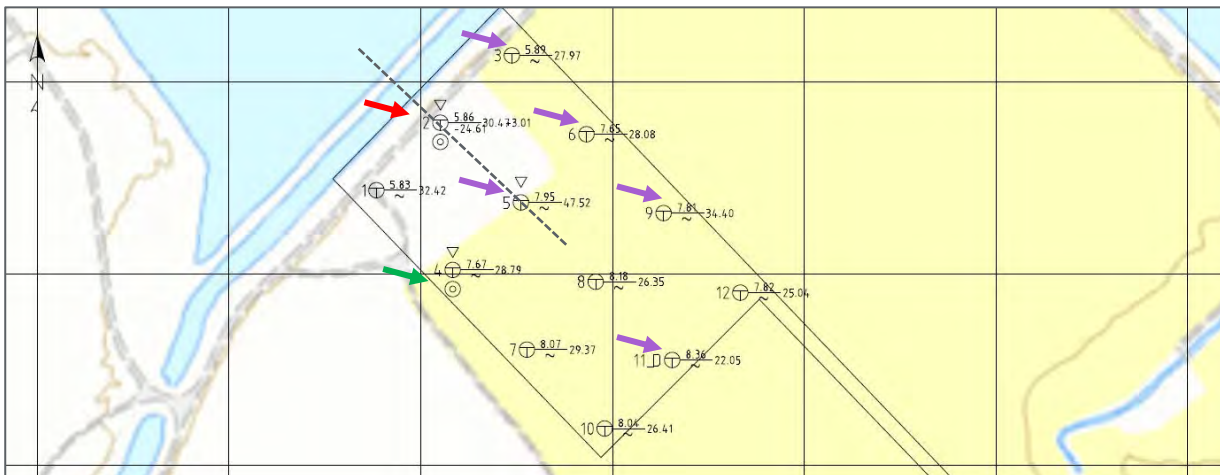 N
3 5.89 ~ 27.97
2 5.86 -24.61 30.47+3.01
6 7.65 ~ 28.08
1 5.83 ~ 32.42
5 7.95 ~ 47.52
9 7.81 ~ 34.40
4 7.67 ~ 28.79
8 8.18 ~ 26.35
12 7.82 ~ 25.04
7 8.07 ~ 29.37
11 8.36 ~ 22.05
10 8.04 ~ 26.41